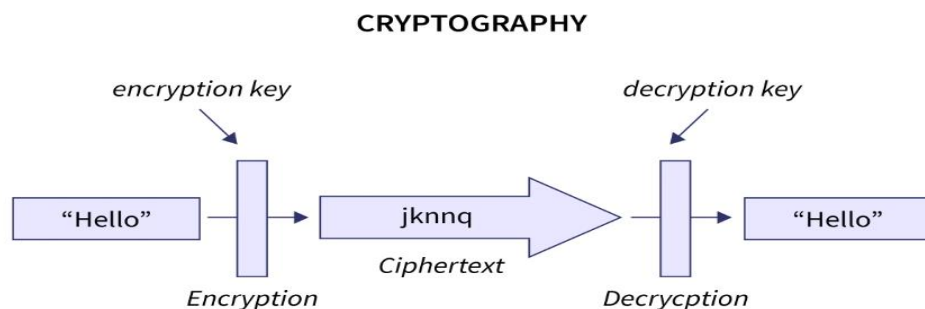 CRYPTOGRAPHY
encryption key
decryption key
“Hello”
jknnq
“Hello”
Ciphertext
Encryption
Decrycption